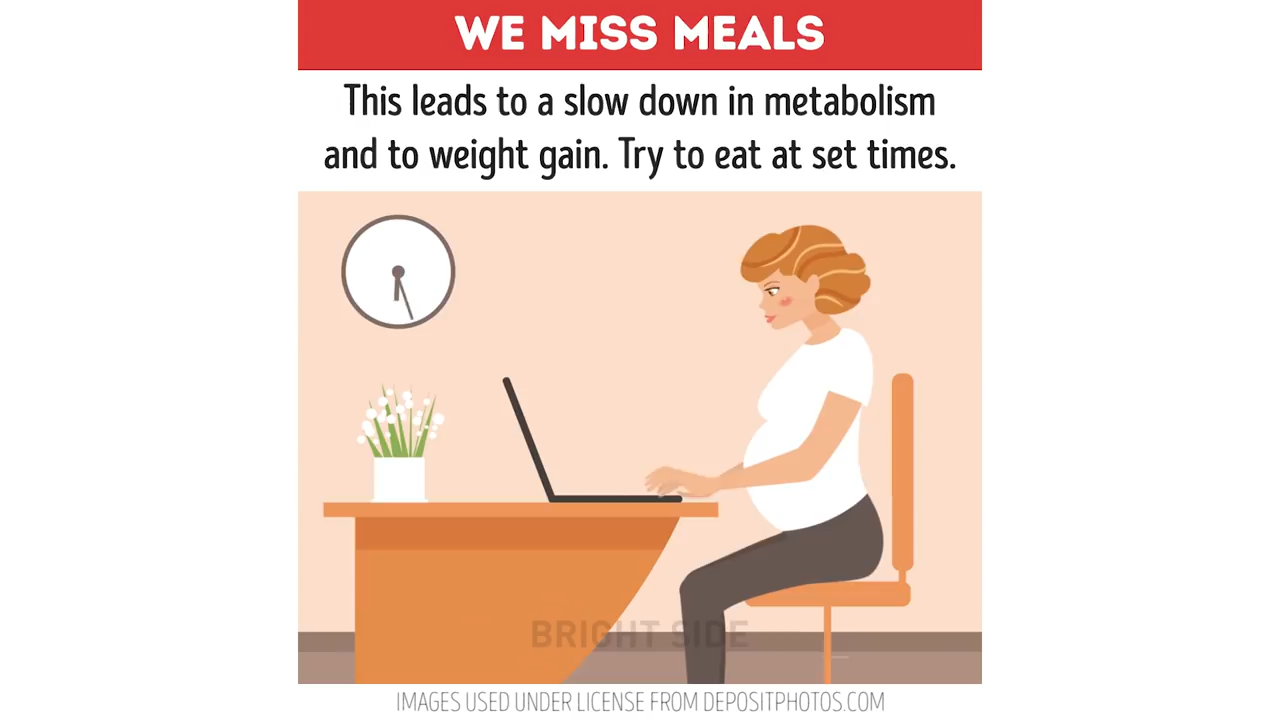 WE MISS MEALS
This leads to a slow down in metabolism
and to weight gain. Try to eat at set times.
BRIGHT SIDE
IMAGES USED UNDER LICENSE FROM DEPOSITPHOTOS.COM